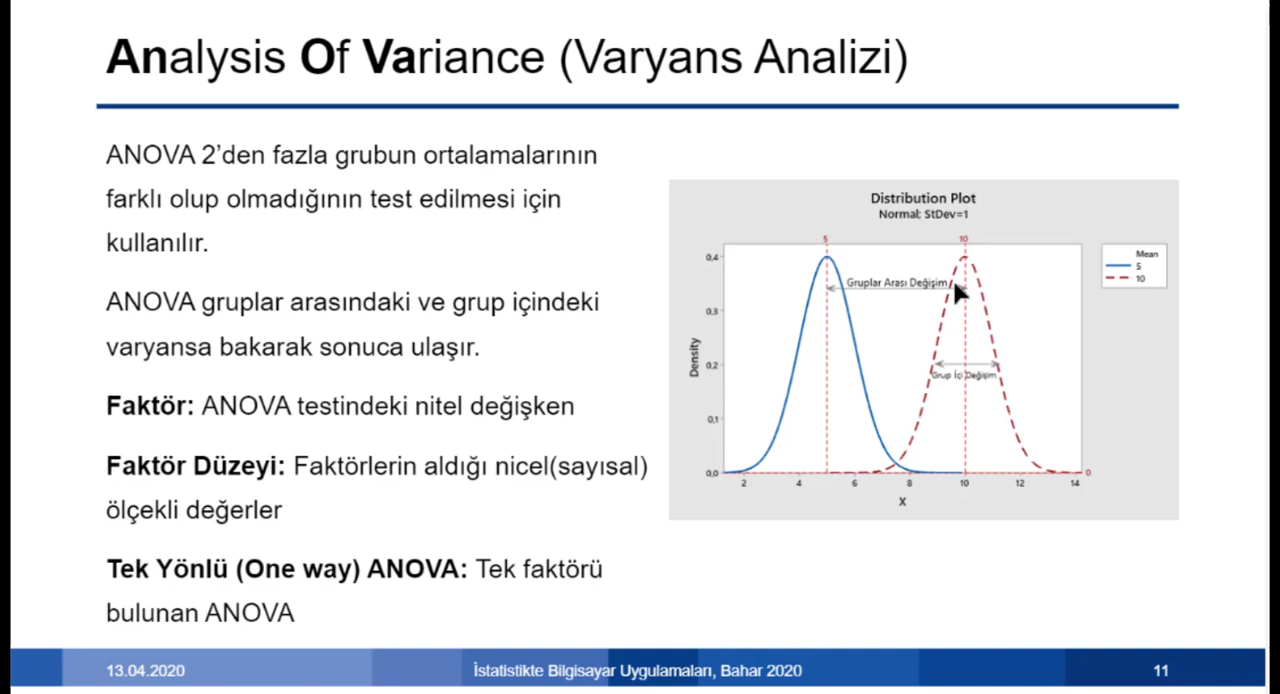 Analysis Of Variance (Varyans Analizi)
ANOVA 2’den fazla grubun ortalamalarının
farklı olup olmadığının test edilmesi için
kullanılır.
ANOVA gruplar arasındaki ve grup içindeki
varyansa bakarak sonuca ulaşır.
Faktör: ANOVA testindeki nitel değişken
Faktör Düzeyi: Faktörlerin aldığı nicel(sayısal)
ölçekli değerler
Tek Yönlü (One way) ANOVA: Tek faktörü
bulunan ANOVA
Distribution Plot
Normal; StDev=1
5 10
Mean
5
10
Gruplar Arası Değişim
Grup İçi Değişim
Density
0,4
0,3
0,2
0,1
0,0
0
2 4 6 8 10 12 14
X
13.04.2020
İstatistikte Bilgisayar Uygulamaları, Bahar 2020
11